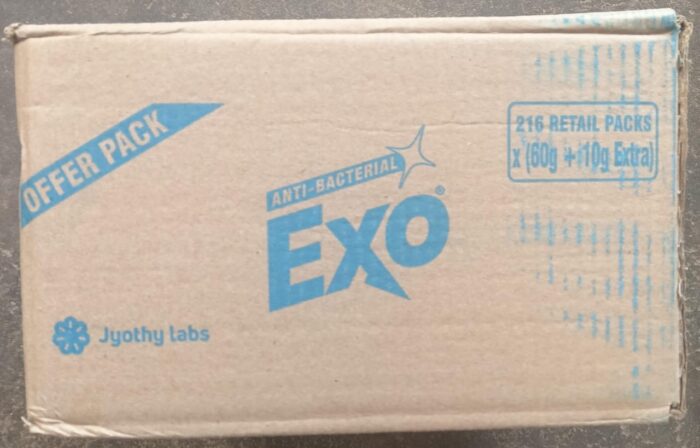 OFFER PACK
216 RETAIL PACKS
x (60g + 10g Extra)
ANTI-BACTERIAL
Exo®
Jyothy Labs